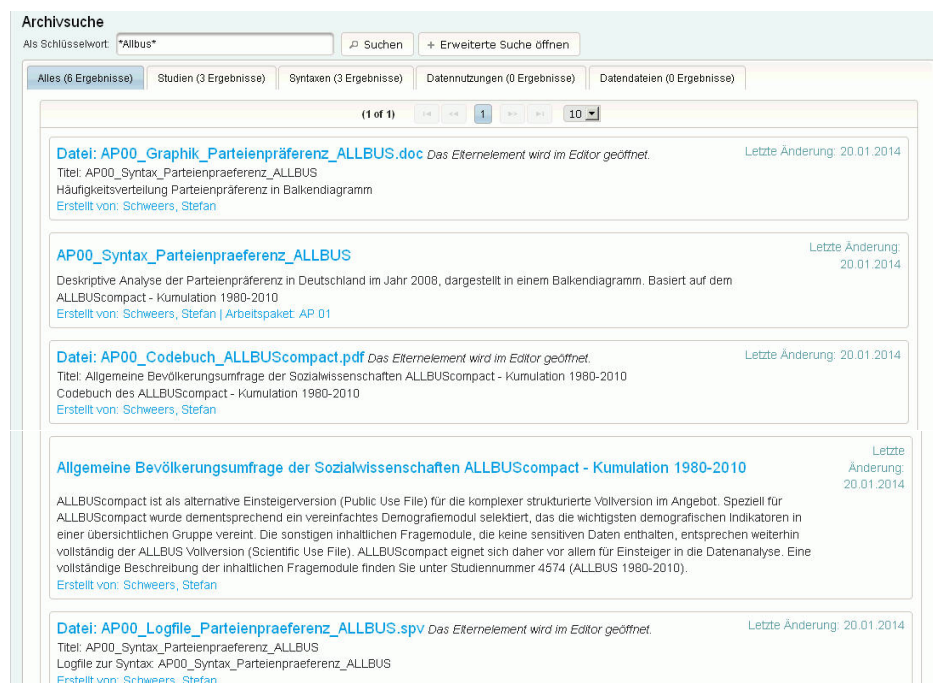 Archivsuche
Als Schlüsselwort: *Allbus* Suchen + Erweiterte Suche öffnen
Alles (6 Ergebnisse) Studien (3 Ergebnisse) Syntaxen (3 Ergebnisse) Datennutzungen (0 Ergebnisse) Datendateien (0 Ergebnisse)
(1 of 1) 1 10
Datei: AP00_Graphik_Parteienpräferenz_ALLBUS.doc Das Elternelement wird im Editor geöffnet. Letzte Änderung: 20.01.2014
Titel: AP00_Syntax_Parteienpraeferenz_ALLBUS
Häufigkeitsverteilung Parteienpräferenz in Balkendiagramm
Erstellt von: Schweers, Stefan
AP00_Syntax_Parteienpraeferenz_ALLBUS
Letzte Änderung:
20.01.2014
Deskriptive Analyse der Parteienpräferenz in Deutschland im Jahr 2008, dargestellt in einem Balkendiagramm. Basiert auf dem
ALLBUScompact - Kumulation 1980-2010
Erstellt von: Schweers, Stefan | Arbeitspaket: AP 01
Datei: AP00_Codebuch_ALLBUScompact.pdf Das Elternelement wird im Editor geöffnet. Letzte Änderung: 20.01.2014
Titel: Allgemeine Bevölkerungsumfrage der Sozialwissenschaften ALLBUScompact - Kumulation 1980-2010
Codebuch des ALLBUScompact - Kumulation 1980-2010
Erstellt von: Schweers, Stefan
Allgemeine Bevölkerungsumfrage der Sozialwissenschaften ALLBUScompact - Kumulation 1980-2010
Letzte
Änderung:
20.01.2014
ALLBUScompact ist als alternative Einsteigerversion (Public Use File) für die komplexer strukturierte Vollversion im Angebot. Speziell für
ALLBUScompact wurde dementsprechend ein vereinfachtes Demografiemodul selektiert, das die wichtigsten demografischen Indikatoren in
einer übersichtlichen Gruppe vereint. Die sonstigen inhaltlichen Fragemodule, die keine sensitiven Daten enthalten, entsprechen weiterhin
vollständig der ALLBUS Vollversion (Scientific Use File). ALLBUScompact eignet sich daher vor allem für Einsteiger in die Datenanalyse. Eine
vollständige Beschreibung der inhaltlichen Fragemodule finden Sie unter Studiennummer 4574 (ALLBUS 1980-2010).
Erstellt von: Schweers, Stefan
Datei: AP00_Logfile_Parteienpraeferenz_ALLBUS.spv Das Elternelement wird im Editor geöffnet. Letzte Änderung: 20.01.2014
Titel: AP00_Syntax_Parteienpraeferenz_ALLBUS
Logfile zur Syntax: AP00_Syntax_Parteienpraeferenz_ALLBUS
Erstellt von: Schweers, Stefan